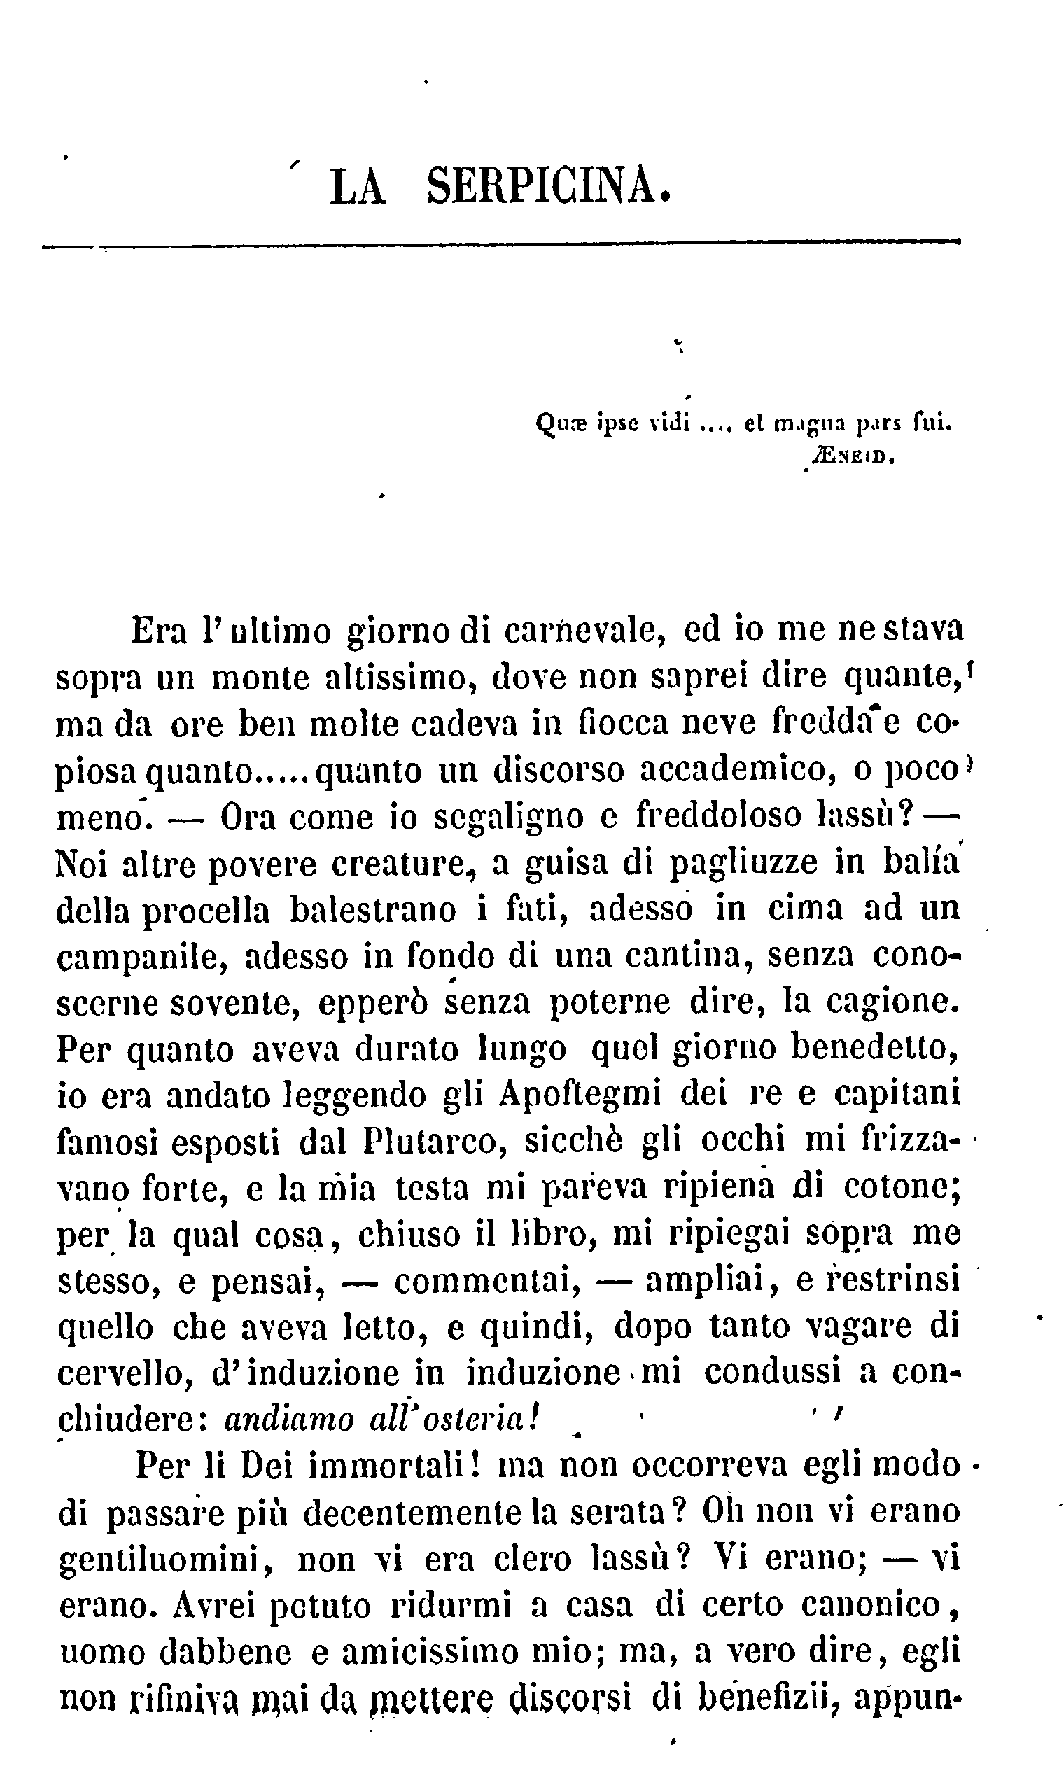 LA SERPICINA.
Quæ ipse vidi .... et magna pars fui.
ÆNEID.
Era l'ultimo giorno di carnevale, ed io me ne stava
sopra un monte altissimo, dove non saprei dire quante,
ma da ore ben molte cadeva in fiocca neve fredda e co-
piosa quanto.....quanto un discorso accademico, o poco
meno. — Ora come io segaligno e freddoloso lassù? —
Noi altre povere creature, a guisa di pagliuzze in balía
della procella balestrano i fati, adesso in cima ad un
campanile, adesso in fondo di una cantina, senza cono-
scerne sovente, epperò senza poterne dire, la cagione.
Per quanto aveva durato lungo quel giorno benedetto,
io era andato leggendo gli Apoftegmi dei re e capitani
famosi esposti dal Plutarco, sicchè gli occhi mi frizza-
vano forte, e la mia testa mi pareva ripiena di cotone;
per la qual cosa, chiuso il libro, mi ripiegai sopra me
stesso, e pensai, — commentai, — ampliai, e restrinsi
quello che aveva letto, e quindi, dopo tanto vagare di
cervello, d'induzione in induzione mi condussi a con-
chiudere: andiamo all'osteria!
Per li Dei immortali! ma non occorreva egli modo
di passare più decentemente la serata? Oh non vi erano
gentiluomini, non vi era clero lassù? Vi erano; — vi
erano. Avrei potuto ridurmi a casa di certo canonico,
uomo dabbene e amicissimo mio; ma, a vero dire, egli
non rifiniva mai da mettere discorsi di benefizii, appun-